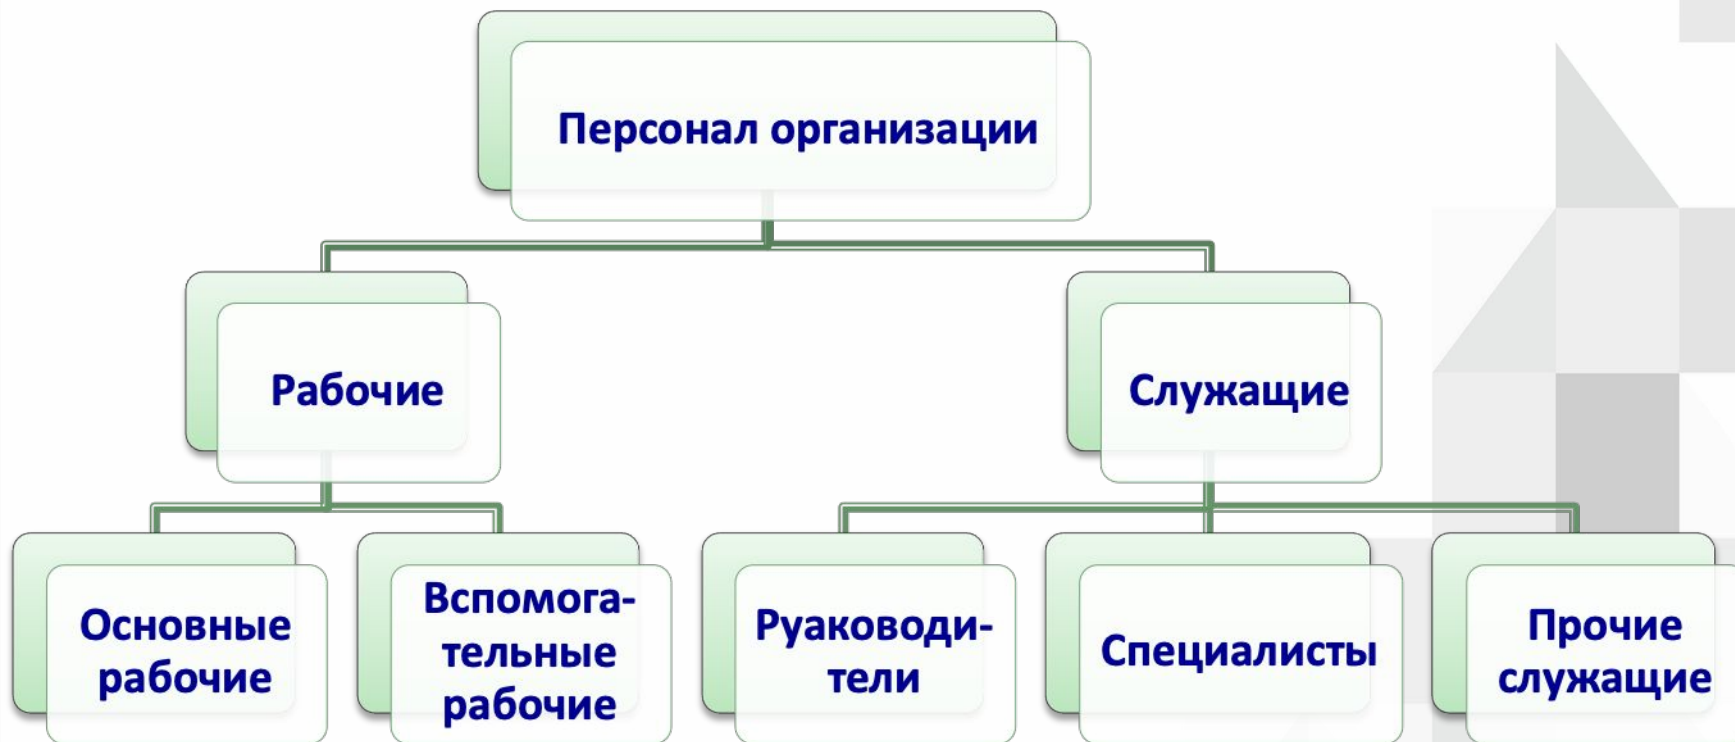 Персонал организации
Рабочие
Служащие
Основные
рабочие
Вспомога-
тельные
рабочие
Руаководи-
тели
Специалисты
Прочие
служащие